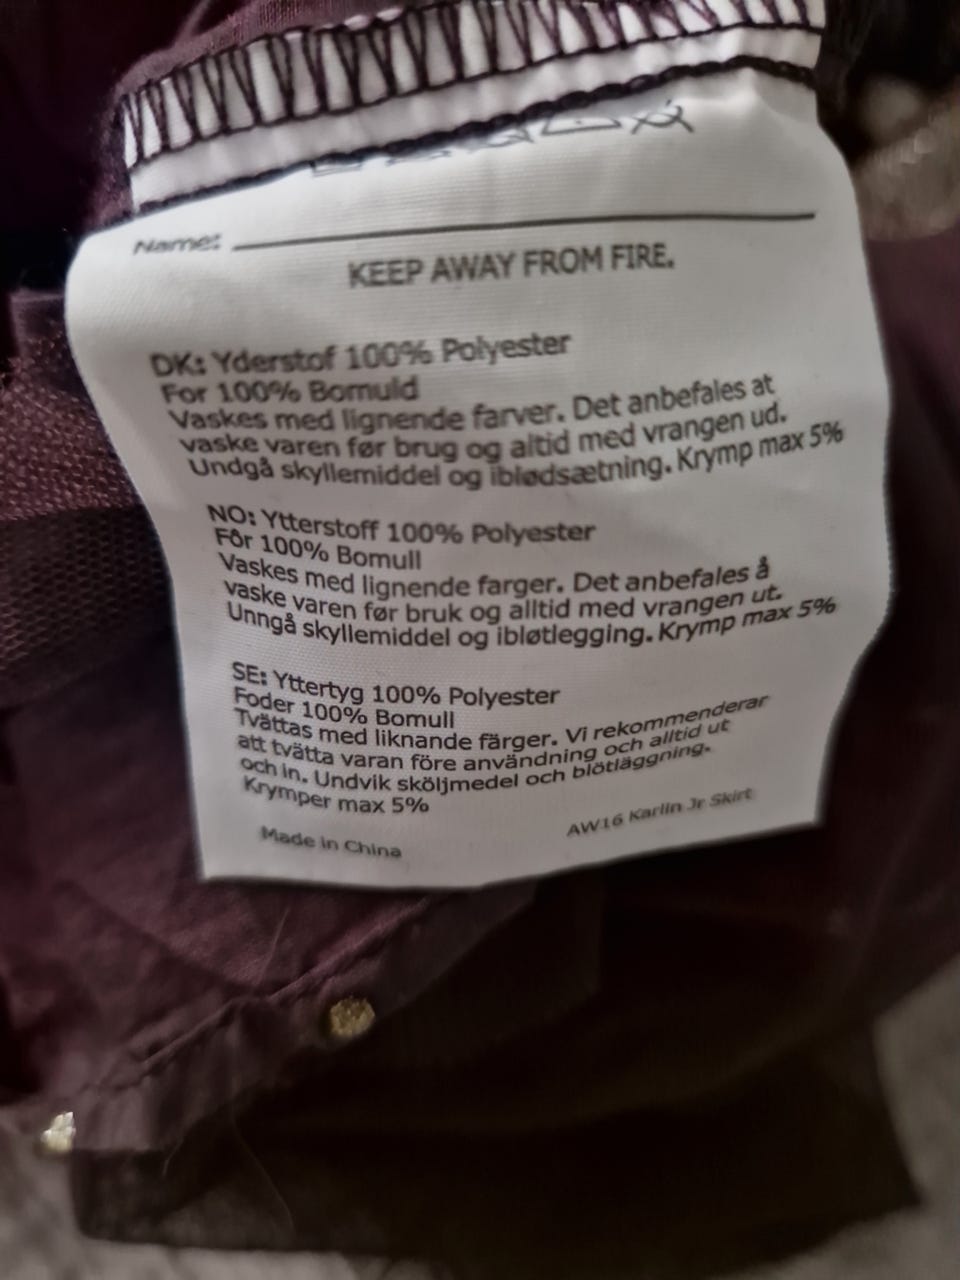 Name:
KEEP AWAY FROM FIRE.
DK: Yderstof 100% Polyester
For 100% Bomuld
Vaskes med lignende farver. Det anbefales at
vaske varen før brug og altid med vrangen ud.
Undgå skyllemiddel og iblødsætning. Krymp max 5%
NO: Ytterstoff 100% Polyester
Fôr 100% Bomull
Vaskes med lignende farger. Det anbefales å
vaske varen før bruk og alltid med vrangen ut.
Unngå skyllemiddel og ibløtlegging. Krymp max 5%
SE: Yttertyg 100% Polyester
Foder 100% Bomull
Tvättas med liknande färger. Vi rekommenderar
att tvätta varan före användning och alltid ut
och in. Undvik sköljmedel och blötläggning.
Krymper max 5%
Made in China
AW16 Karlin Jr Skirt